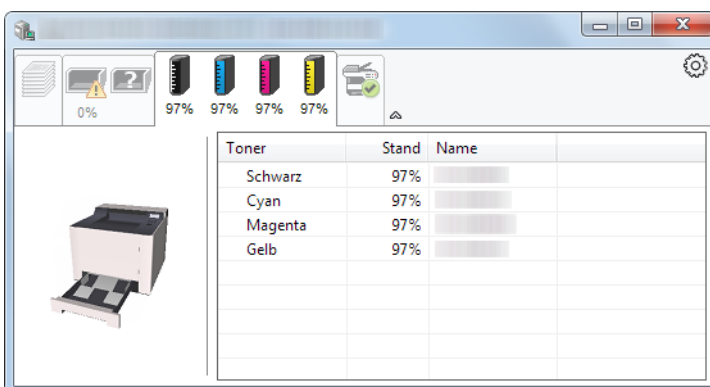 ?
0%
97% 97% 97% 97%
Toner Stand Name
Schwarz 97%
Cyan 97%
Magenta 97%
Gelb 97%